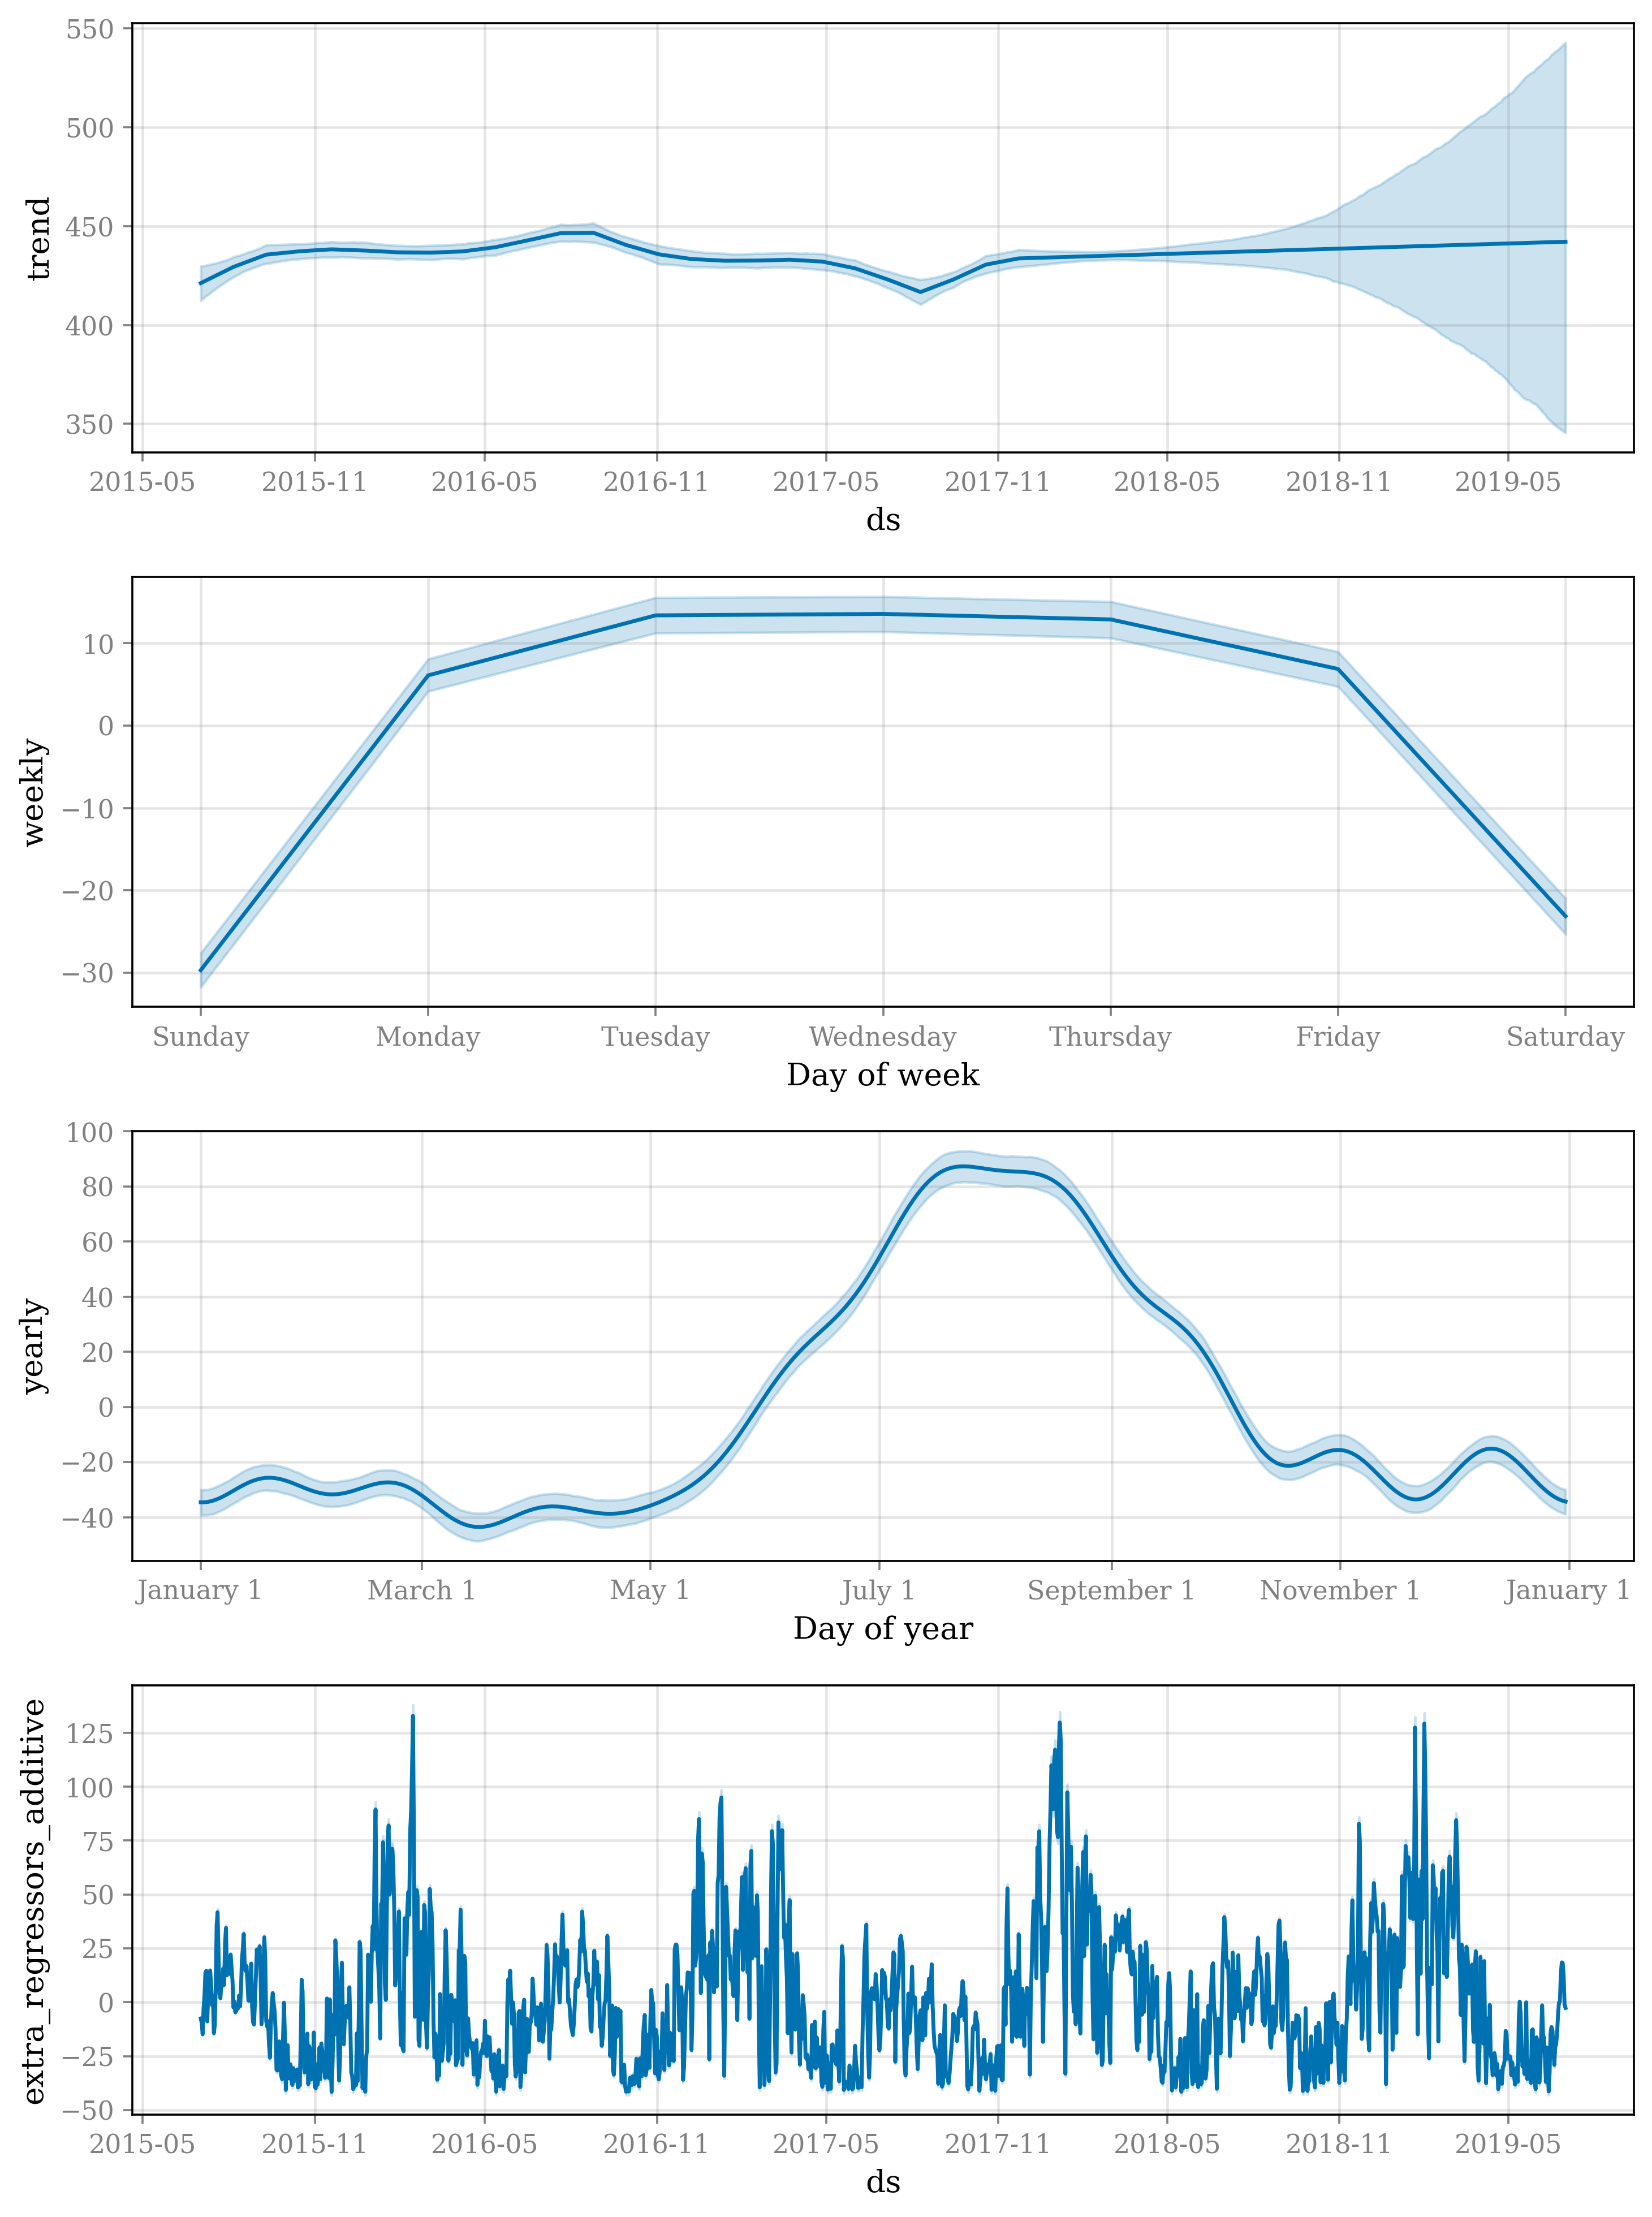 550
500
450
400
350
trend
2015-05 2015-11 2016-05 2016-11 2017-05 2017-11 2018-05 2018-11 2019-05
ds
10
0
−10
−20
−30
weekly
Sunday Monday Tuesday Wednesday Thursday Friday Saturday
Day of week
100
80
60
40
20
0
−20
−40
yearly
January 1 March 1 May 1 July 1 September 1 November 1 January 1
Day of year
125
100
75
50
25
0
−25
−50
extra_regressors_additive
2015-05 2015-11 2016-05 2016-11 2017-05 2017-11 2018-05 2018-11 2019-05
ds